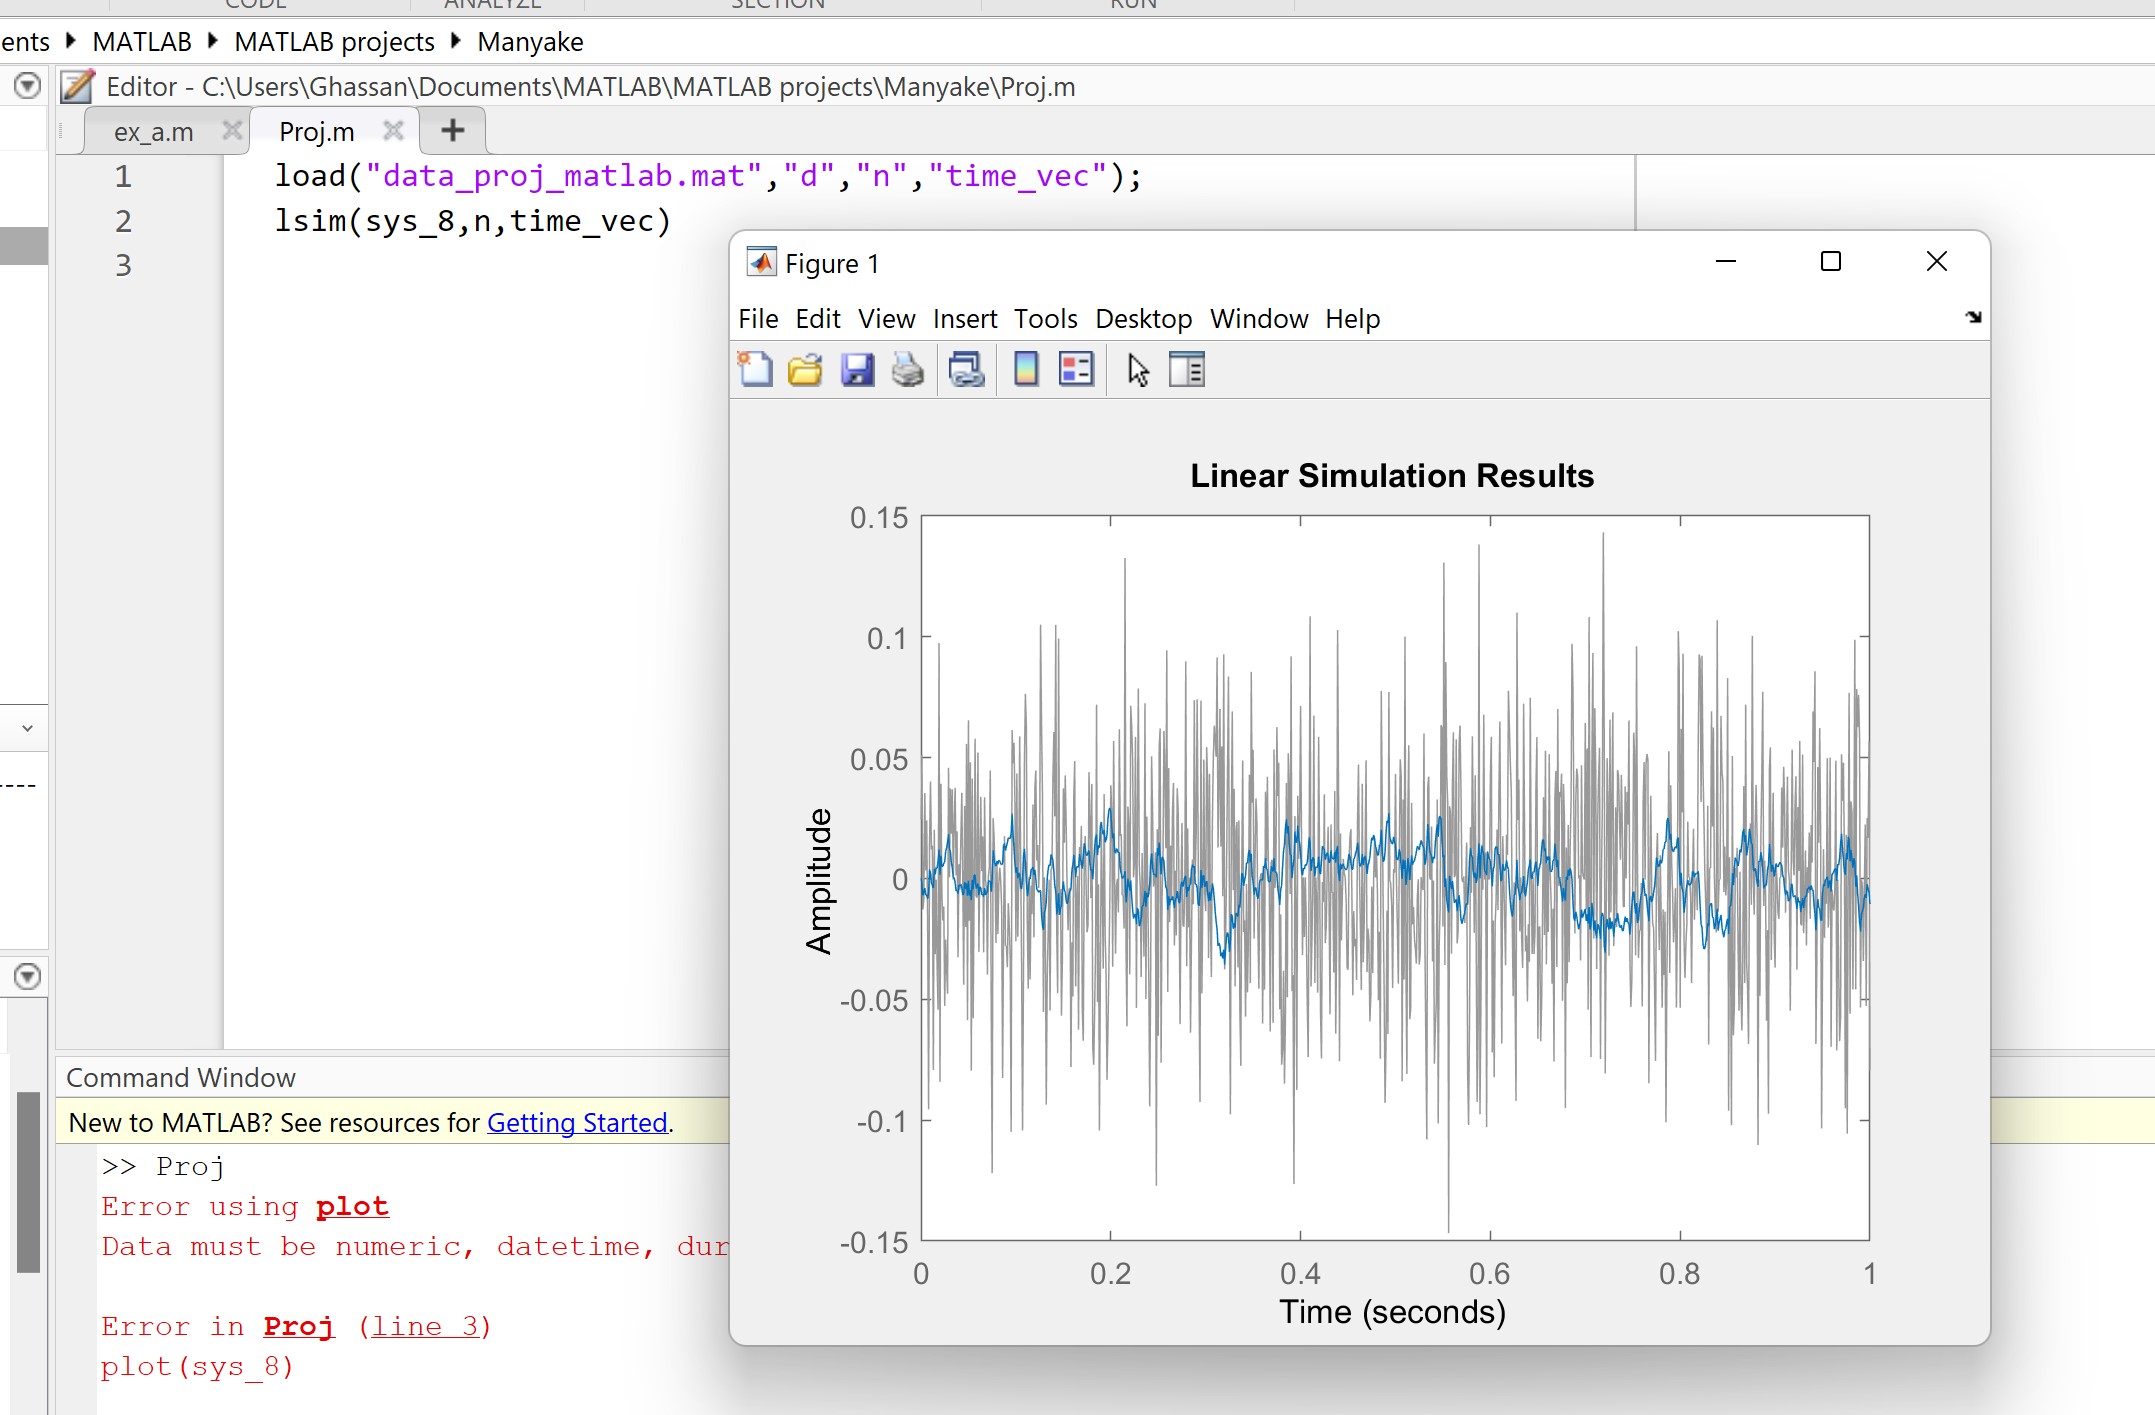 CODE ANALYZE SECTION RUN
ents MATLAB MATLAB projects Manyake
Editor - C:\Users\Ghassan\Documents\MATLAB\MATLAB projects\Manyake\Proj.m
ex_a.m Proj.m
1 load("data_proj_matlab.mat","d","n","time_vec");
2 lsim(sys_8,n,time_vec)
3
Figure 1
File Edit View Insert Tools Desktop Window Help
Linear Simulation Results
0.15
0.1
0.05
0
-0.05
-0.1
-0.15
Amplitude
0 0.2 0.4 0.6 0.8 1
Time (seconds)
Command Window
New to MATLAB? See resources for Getting Started.
>> Proj
Error using plot
Data must be numeric, datetime, dur
Error in Proj (line 3)
plot(sys_8)